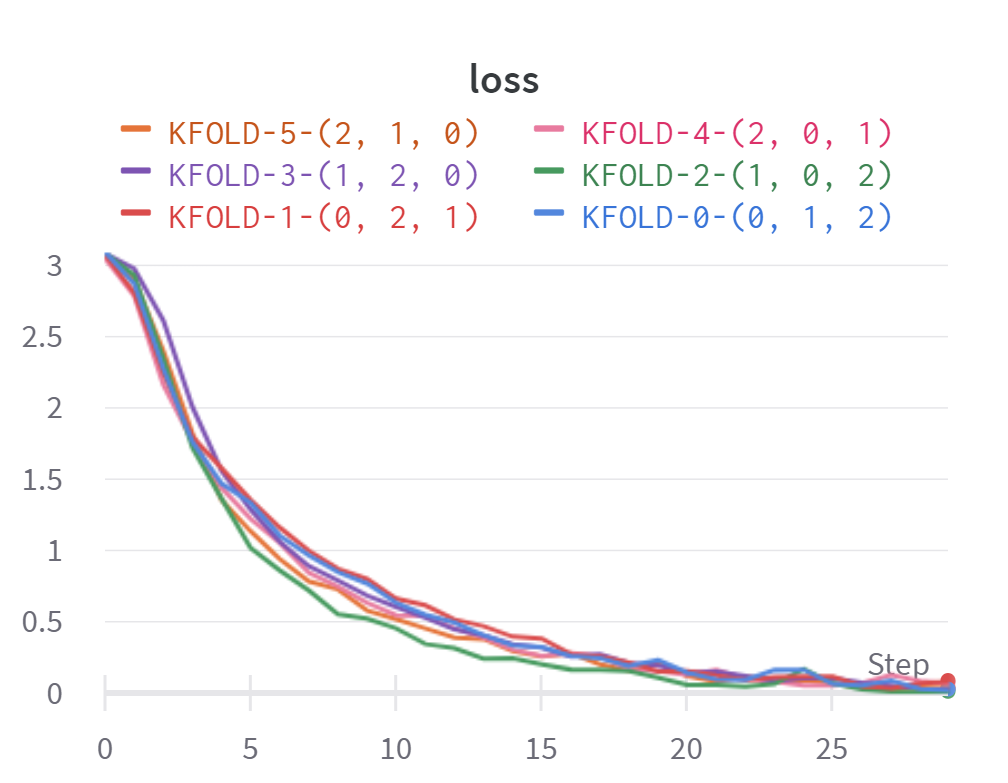 loss
KFOLD-5-(2, 1, 0) KFOLD-4-(2, 0, 1)
KFOLD-3-(1, 2, 0) KFOLD-2-(1, 0, 2)
KFOLD-1-(0, 2, 1) KFOLD-0-(0, 1, 2)
3
2.5
2
1.5
1
0.5
Step
0
0 5 10 15 20 25